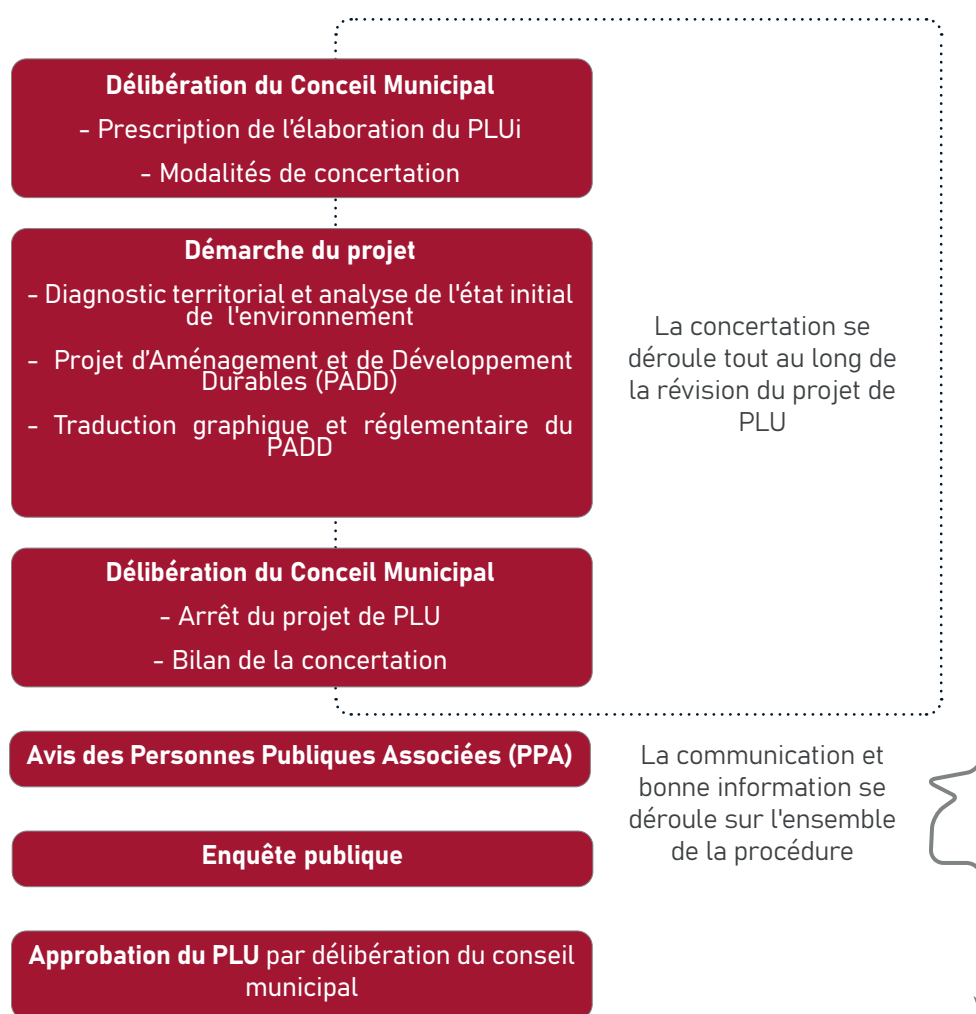 Délibération du Conceil Municipal
- Prescription de l'élaboration du PLUi
- Modalités de concertation
Démarche du projet
- Diagnostic territorial et analyse de l'état initial
de l'environnement
- Projet d'Aménagement et de Développement
Durables (PADD)
- Traduction graphique et réglementaire du
PADD
La concertation se
déroule tout au long de
la révision du projet de
PLU
Délibération du Conceil Municipal
- Arrêt du projet de PLU
- Bilan de la concertation
Avis des Personnes Publiques Associées (PPA)
La communication et
bonne information se
déroule sur l'ensemble
de la procédure
Enquête publique
Approbation du PLU par délibération du conseil
municipal